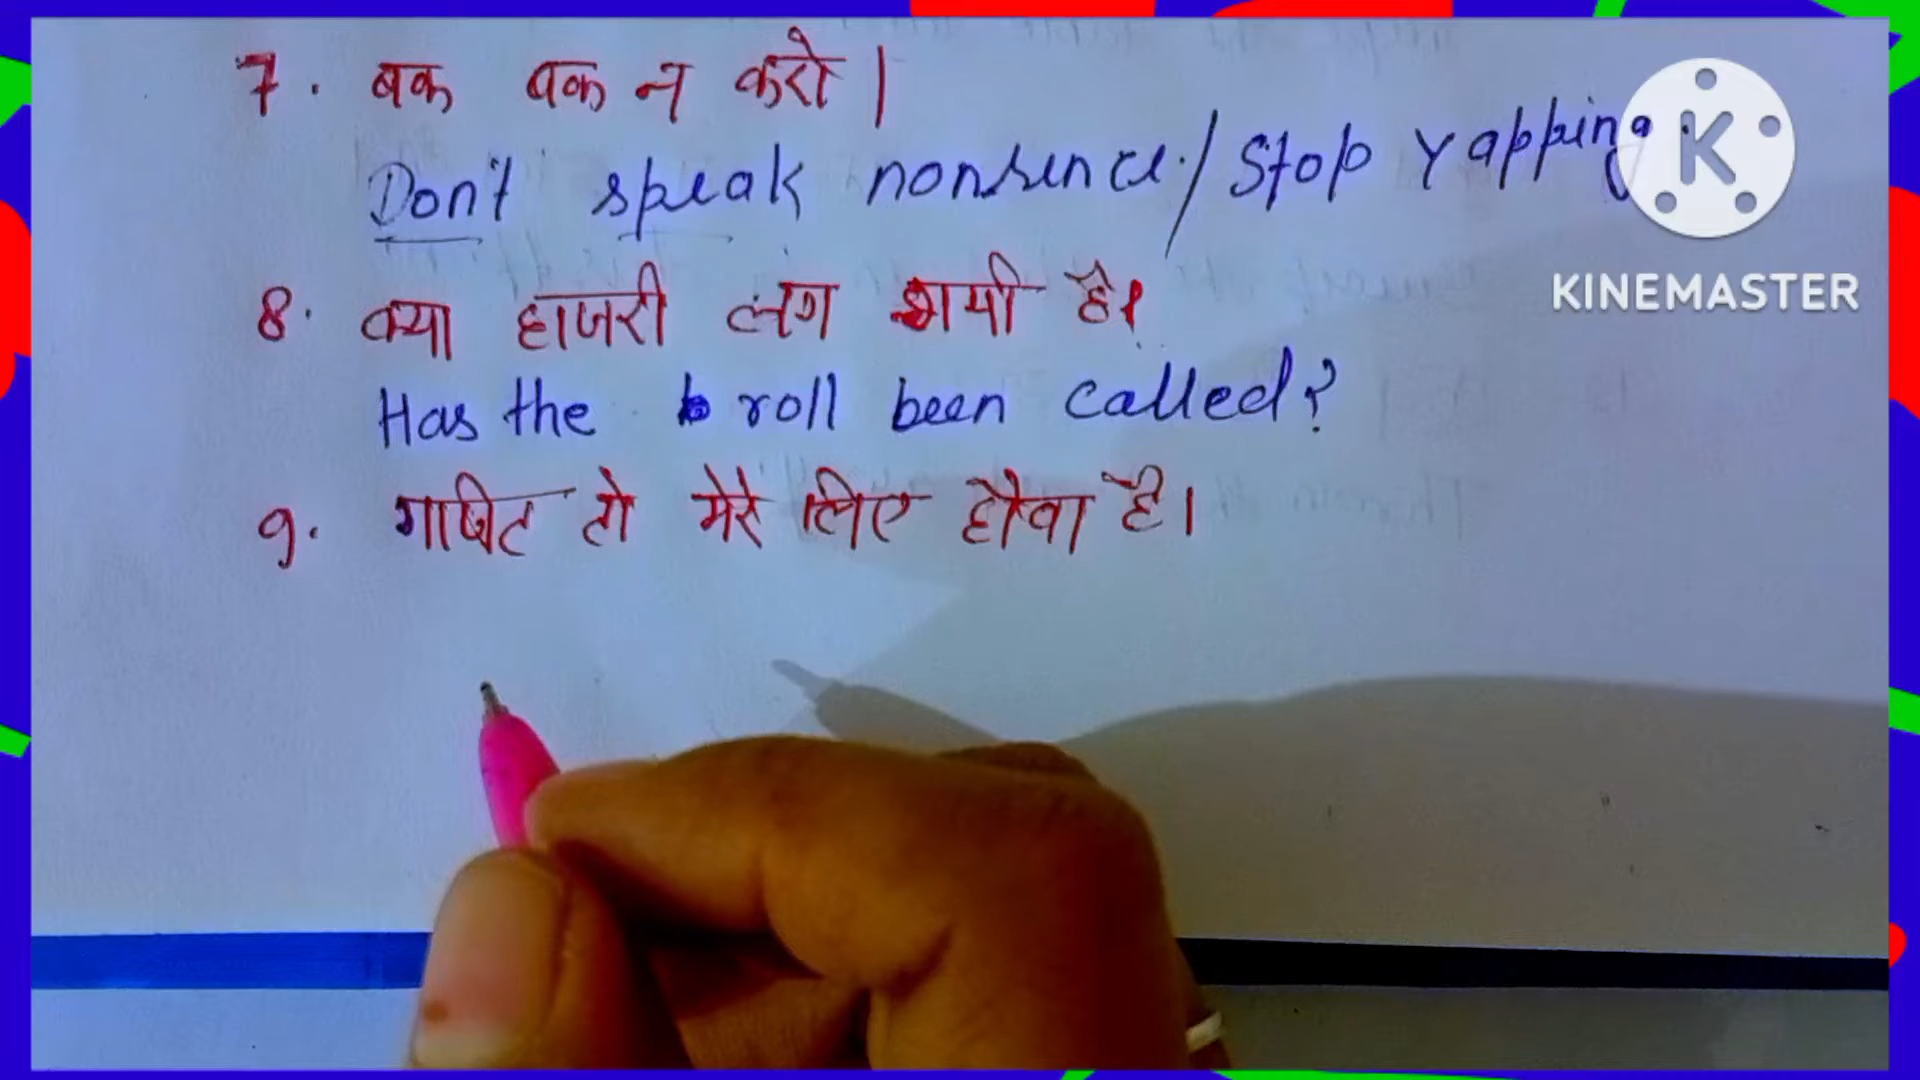 7. बक बक न करो।
Don't speak nonsence./Stop Yapping.
8. क्या हाजरी लग गयी है?
Has the roll been called?
9. गणित तो मेरे लिए हौवा है।
KINEMASTER